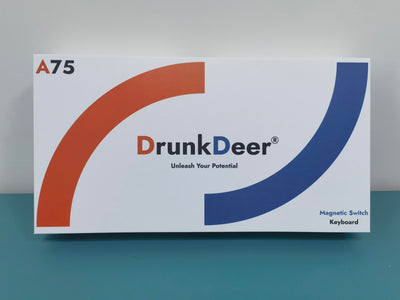 A75
DrunkDeer®
Unleash Your Potential
Magnetic Switch
Keyboard